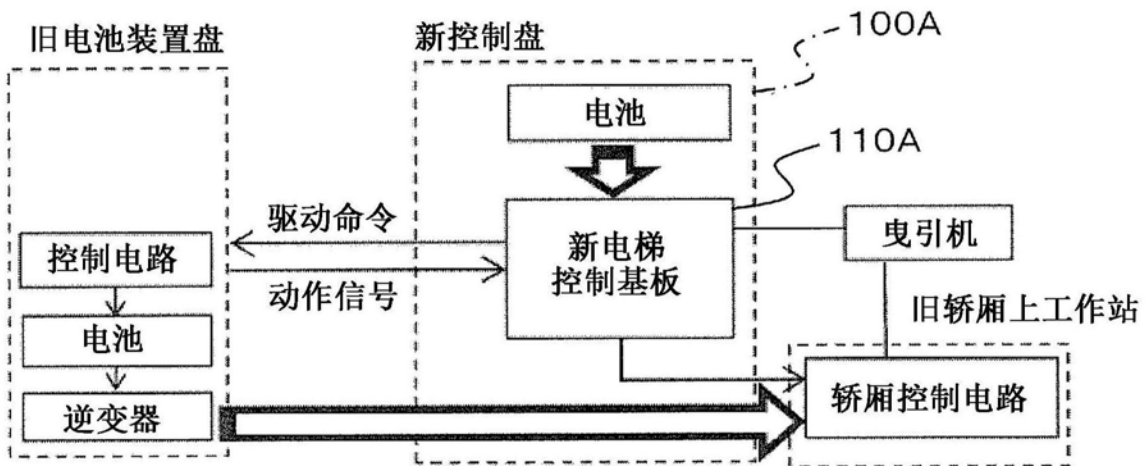 旧电池装置盘
新控制盘
100A
电池
110A
驱动命令
动作信号
新电梯
控制基板
曳引机
控制电路
电池
逆变器
旧轿厢上工作站
轿厢控制电路